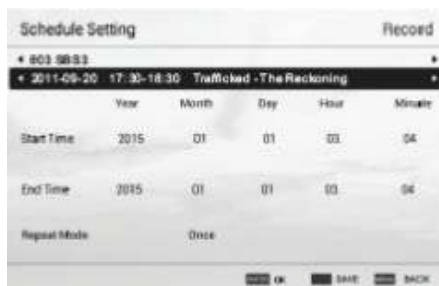 Schedule Setting Record
603 SBS3
2011-09-20 17:30-18:30 Trafficked -The Reckoning
Year Month Day Hour Minute
Start Time 2015 01 01 03 04
End Time 2015 01 01 03 04
Repeat Mode Once
OK SAVE BACK